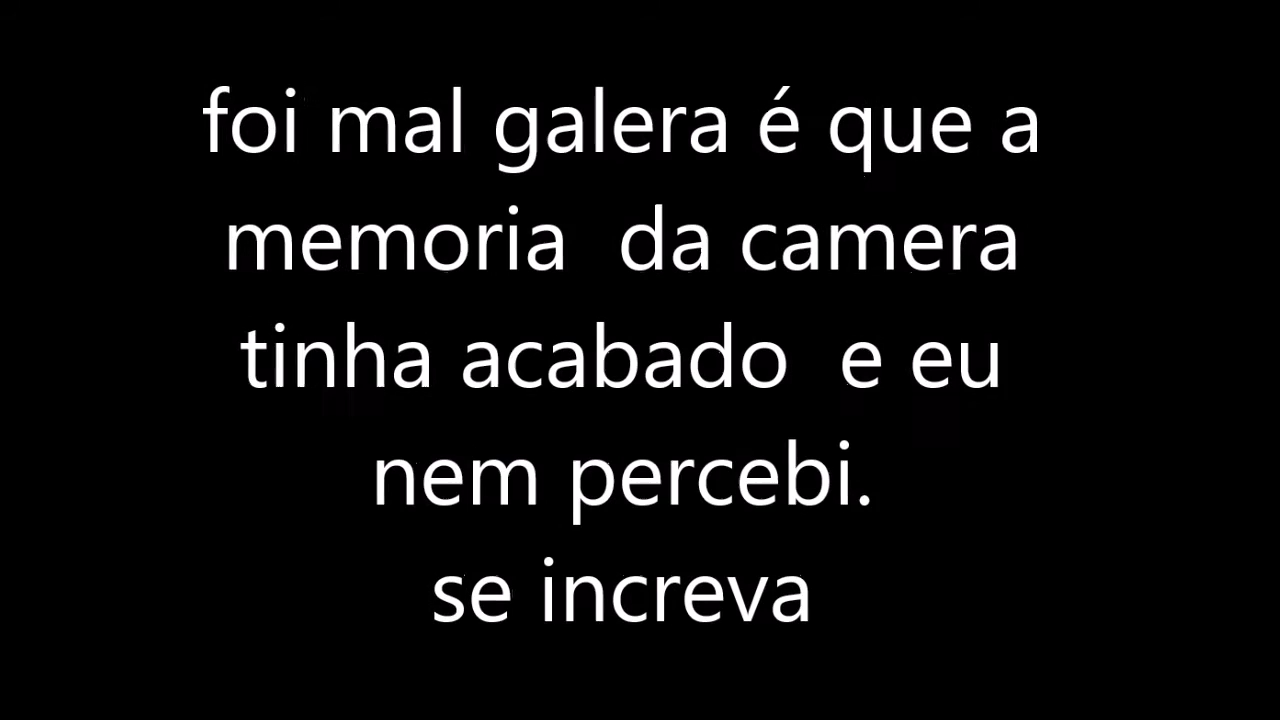 foi mal galera é que a
memoria  da camera
tinha acabado  e eu
nem percebi.
se increva